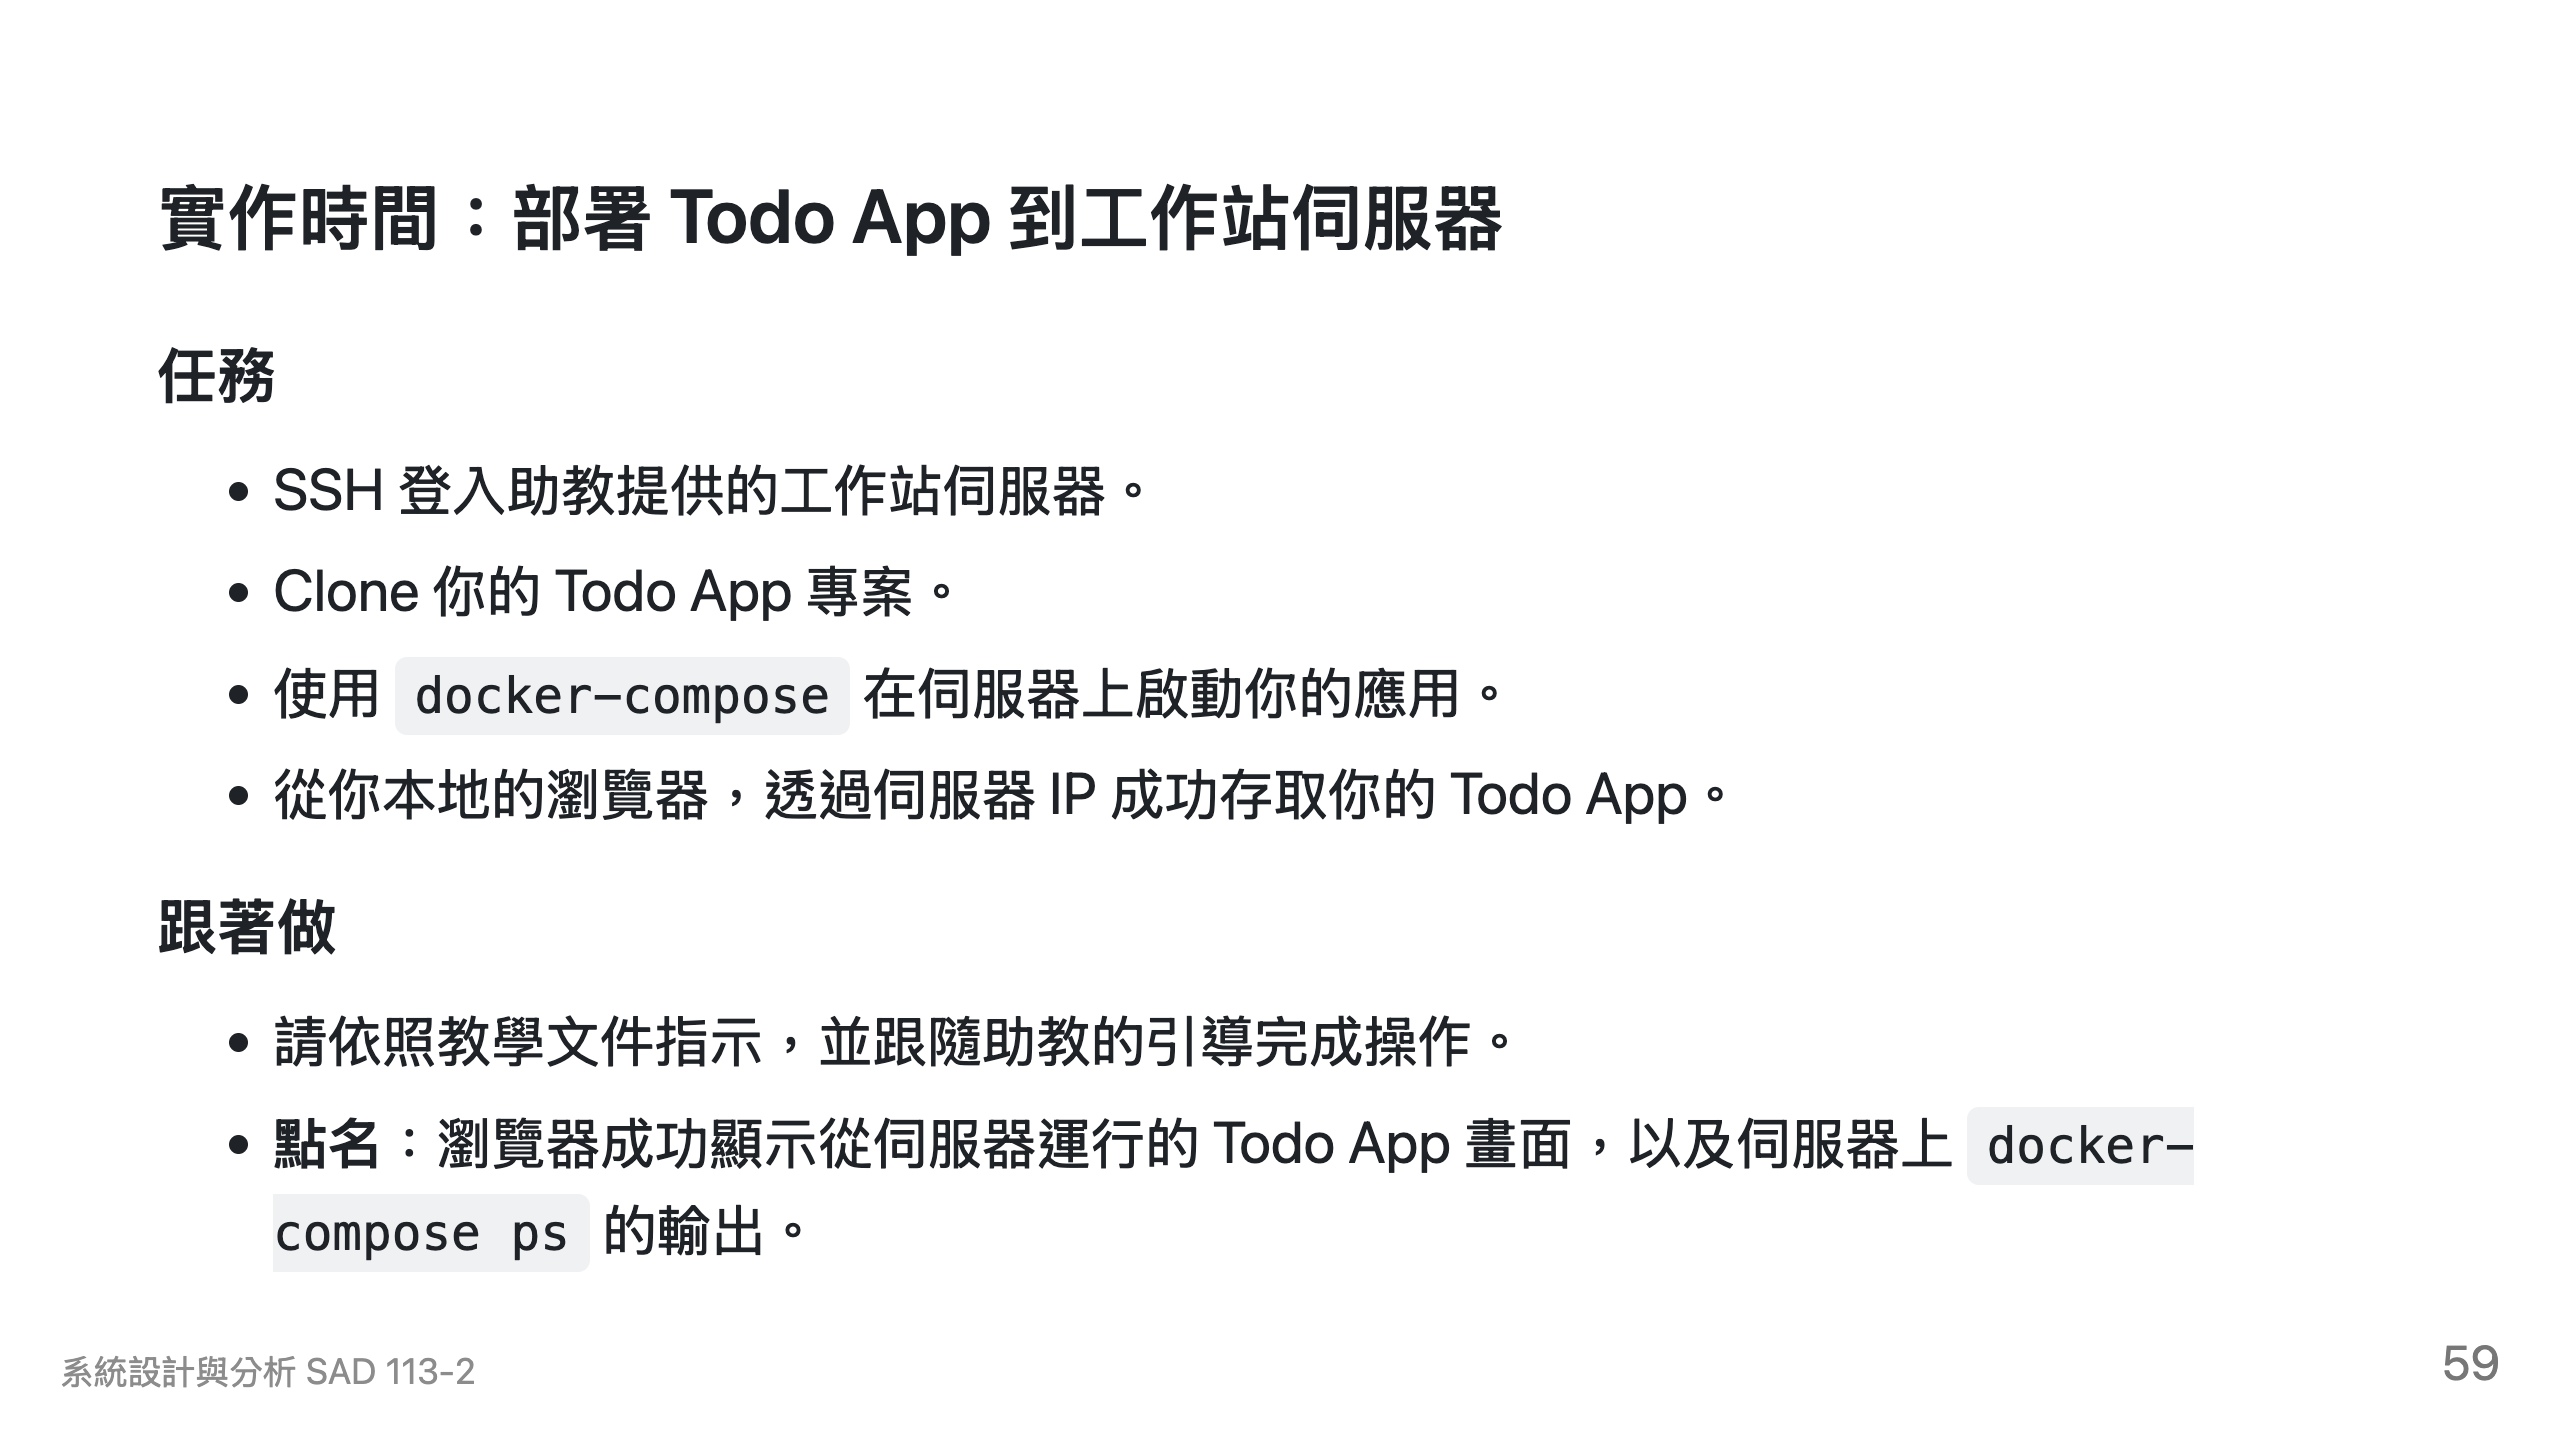 實作時間：部署 Todo App 到工作站伺服器
任務
• SSH 登入助教提供的工作站伺服器。
• Clone 你的 Todo App 專案。
• 使用 docker-compose 在伺服器上啟動你的應用。
• 從你本地的瀏覽器，透過伺服器 IP 成功存取你的 Todo App。
跟著做
• 請依照教學文件指示，並跟隨助教的引導完成操作。
• 點名：瀏覽器成功顯示從伺服器運行的 Todo App 畫面，以及伺服器上 docker-
compose ps 的輸出。
系統設計與分析 SAD 113-2
59